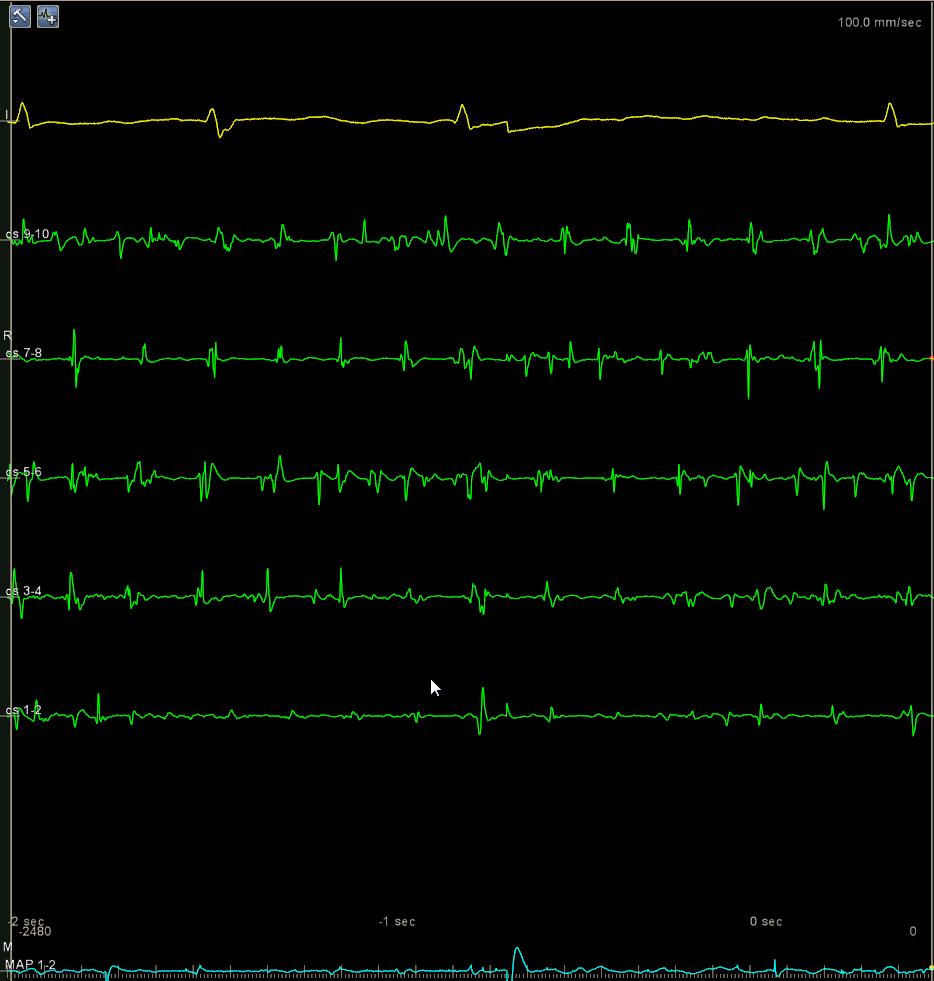 100.0 mm/sec
I
cs 9-10
R
cs 7-8
cs 5-6
cs 3-4
cs 1-2
-2 sec
-1 sec
0 sec
-2480
0
M
MAP 1-2